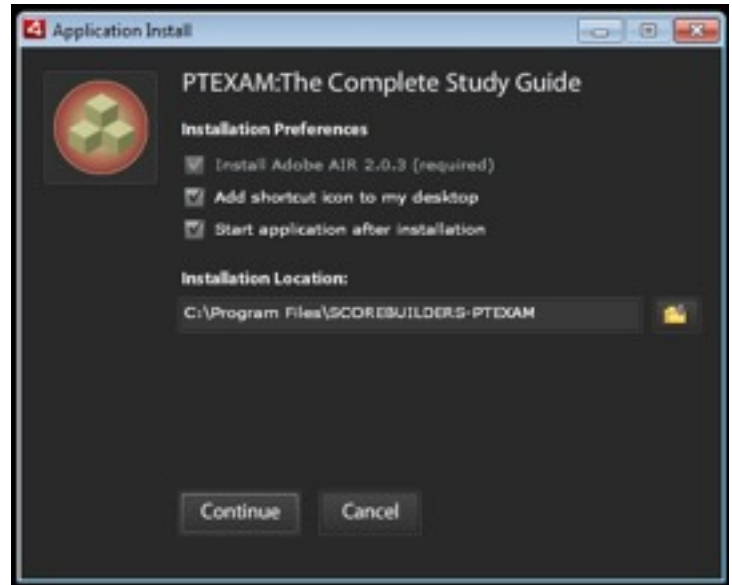 Application Install
PTEXAM:The Complete Study Guide
Installation Preferences
Install Adobe AIR 2.0.3 (required)
Add shortcut icon to my desktop
Start application after installation
Installation Location:
C:\Program Files\SCOREBUILDERS-PTEXAM
Continue Cancel